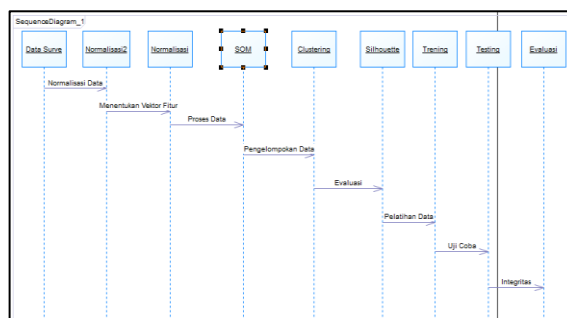 SequenceDiagram_1
Data Surve
Normalisasi2
Normalisasi
SOM
Clustering
Silhouette
Trening
Testing
Evaluasi
Normalisasi Data
Menentukan Vektor Fitur
Proses Data
Pengelompokan Data
Evaluasi
Pelatihan Data
Uji Coba
Integritas